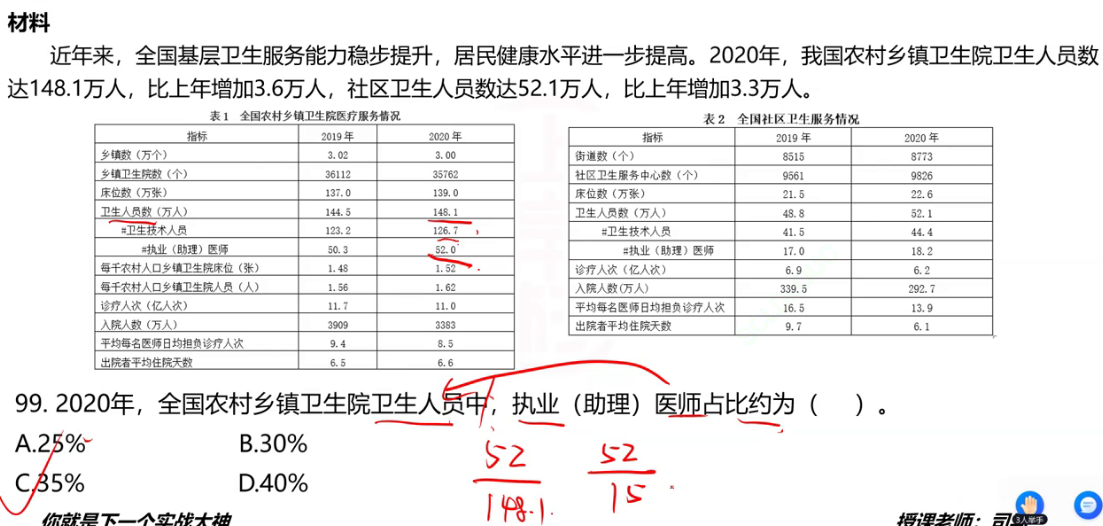 材料
近年来，全国基层卫生服务能力稳步提升，居民健康水平进一步提高。2020年，我国农村乡镇卫生院卫生人员数
达148.1万人，比上年增加3.6万人，社区卫生人员数达52.1万人，比上年增加3.3万人。
表1 全国农村乡镇卫生院医疗服务情况
指标 2019年 2020年
乡镇数（万个） 3.02 3.00
乡镇卫生院数（个） 36112 35762
床位数（万张） 137.0 139.0
卫生人员数（万人） 144.5 148.1
#卫生技术人员 123.2 126.7
#执业（助理）医师 50.3 52.0
每千农村人口乡镇卫生院床位（张） 1.48 1.52
每千农村人口乡镇卫生院人员（人） 1.56 1.62
诊疗人次（亿人次） 11.7 11.0
入院人数（万人） 3909 3383
平均每名医师日均担负诊疗人次 9.4 8.5
出院者平均住院天数 6.5 6.6
表2 全国社区卫生服务情况
指标 2019年 2020年
街道数（个） 8515 8773
社区卫生服务中心数（个） 9561 9826
床位数（万张） 21.5 22.6
卫生人员数（万人） 48.8 52.1
#卫生技术人员 41.5 44.4
#执业（助理）医师 17.0 18.2
诊疗人次（亿人次） 6.9 6.2
入院人数(万人） 339.5 292.7
平均每名医师日均担负诊疗人次 16.5 13.9
出院者平均住院天数 9.7 6.1
99. 2020年，全国农村乡镇卫生院卫生人员中，执业（助理）医师占比约为（ ）。
A.25% B.30%
C.35% D.40%
52
148.1
52
15
你就是下一个实战大神
授课老师：司
3人举手